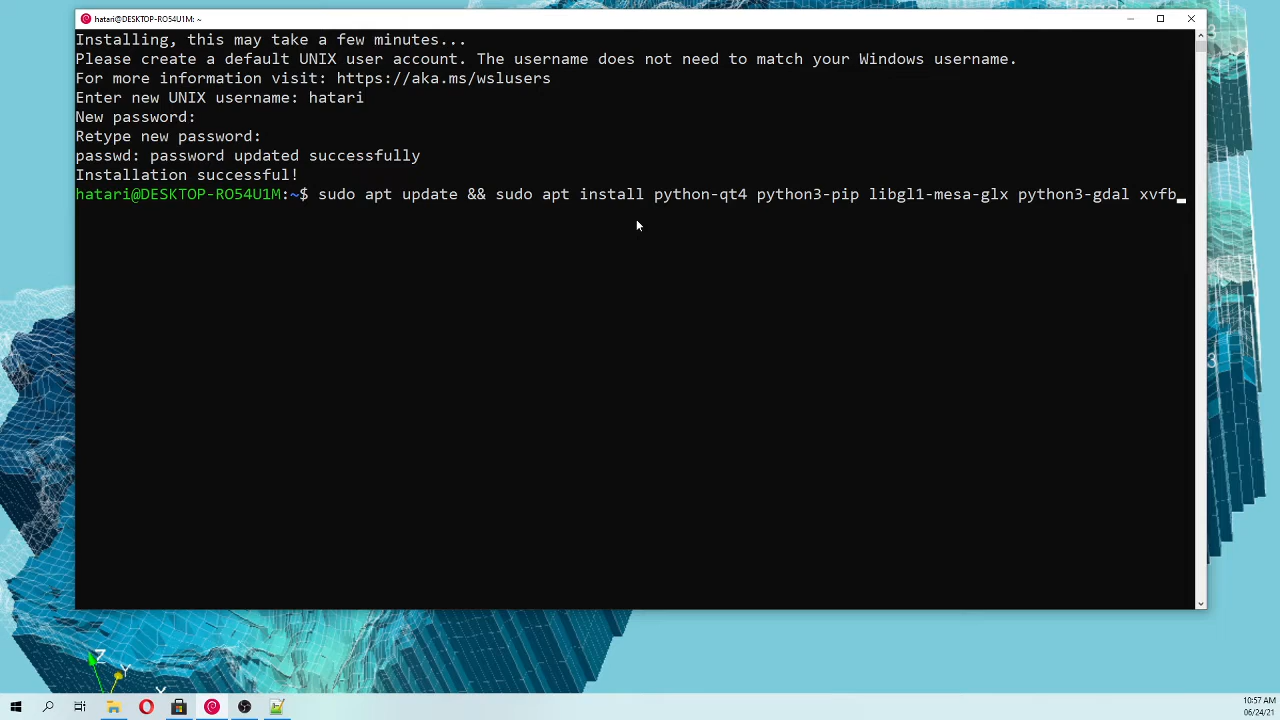 hatari@DESKTOP-RO54U1M: ~
Installing, this may take a few minutes...
Please create a default UNIX user account. The username does not need to match your Windows username.
For more information visit: https://aka.ms/wslusers
Enter new UNIX username: hatari
New password:
Retype new password:
passwd: password updated successfully
Installation successful!
hatari@DESKTOP-RO54U1M:~$ sudo apt update && sudo apt install python-qt4 python3-pip libgl1-mesa-glx python3-gdal xvfb
3
3
Z
Y
X
10:57 AM
06/24/21